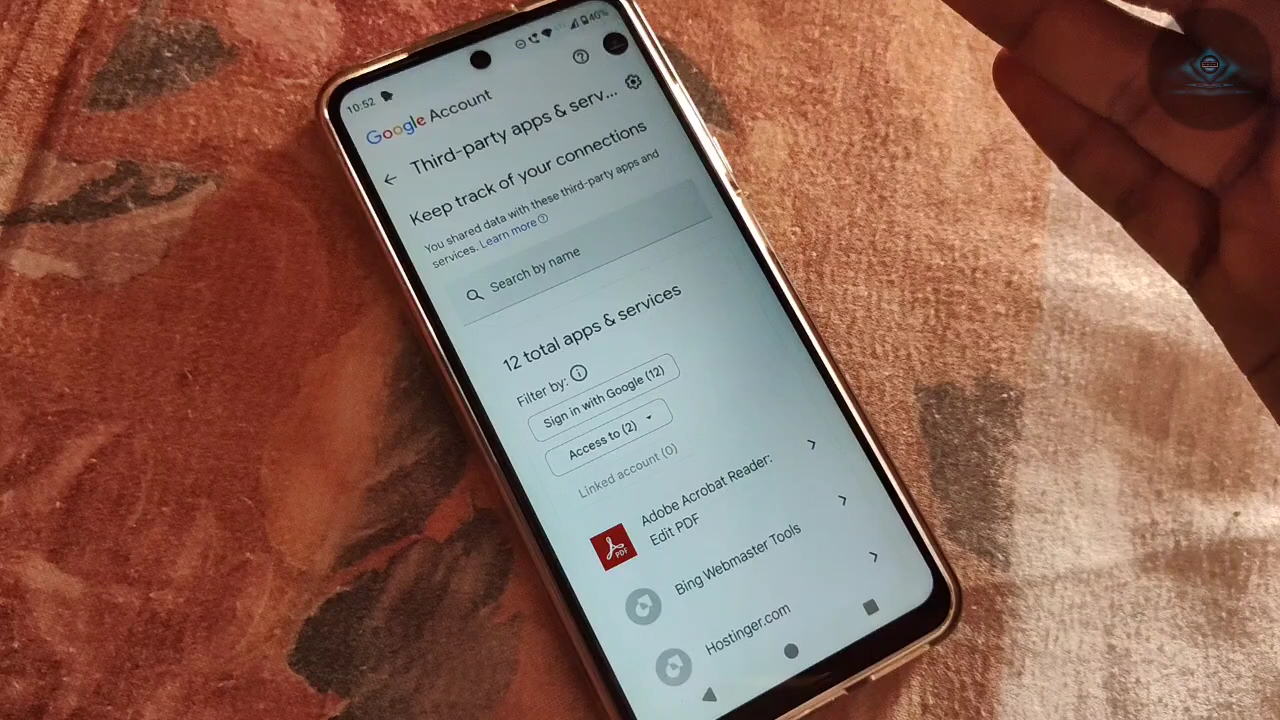 10:52
40%
Google Account
Third-party apps & serv...
Keep track of your connections
You shared data with these third-party apps and
services. Learn more
Search by name
12 total apps & services
Filter by:
Sign in with Google (12)
Access to (2)
Linked account (0)
Adobe Acrobat Reader:
Edit PDF
PDF
Bing Webmaster Tools
Hostinger.com